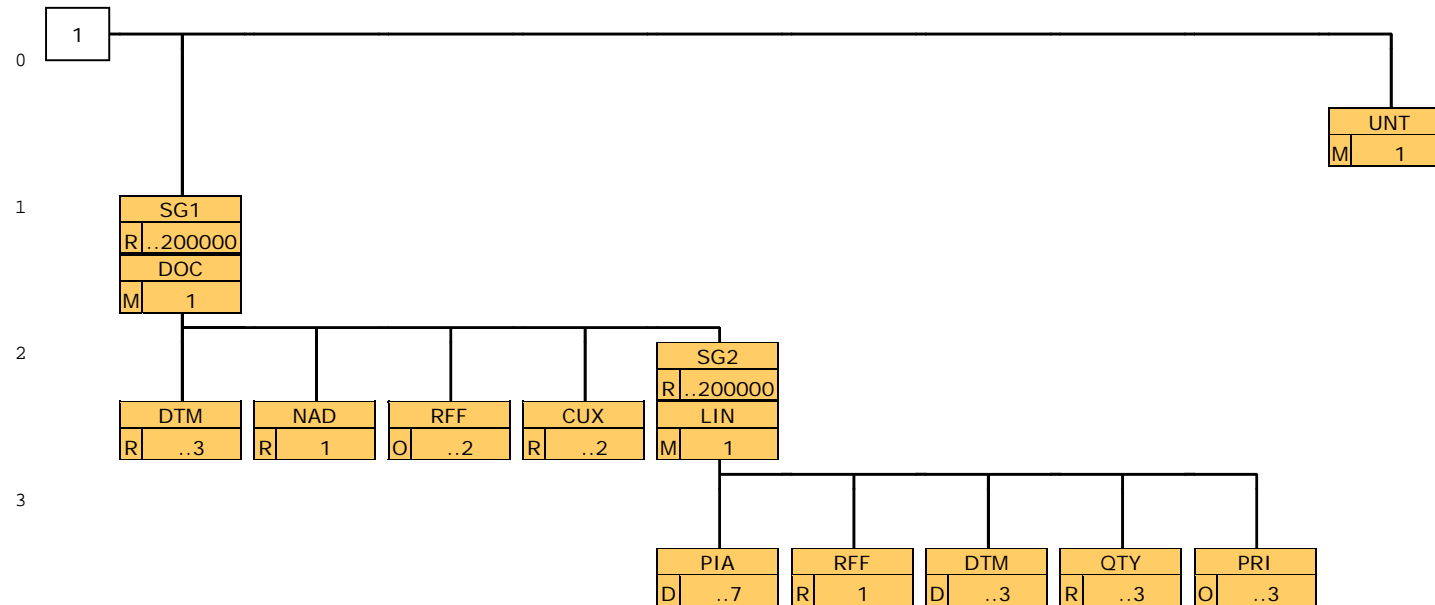 1
0
UNT
M 1
1
SG1
R ..200000
DOC
M 1
2
SG2
R ..200000
DTM NAD RFF CUX LIN
R ..3 R 1 O ..2 R ..2 M 1
3
PIA RFF DTM QTY PRI
D ..7 R 1 D ..3 R ..3 O ..3